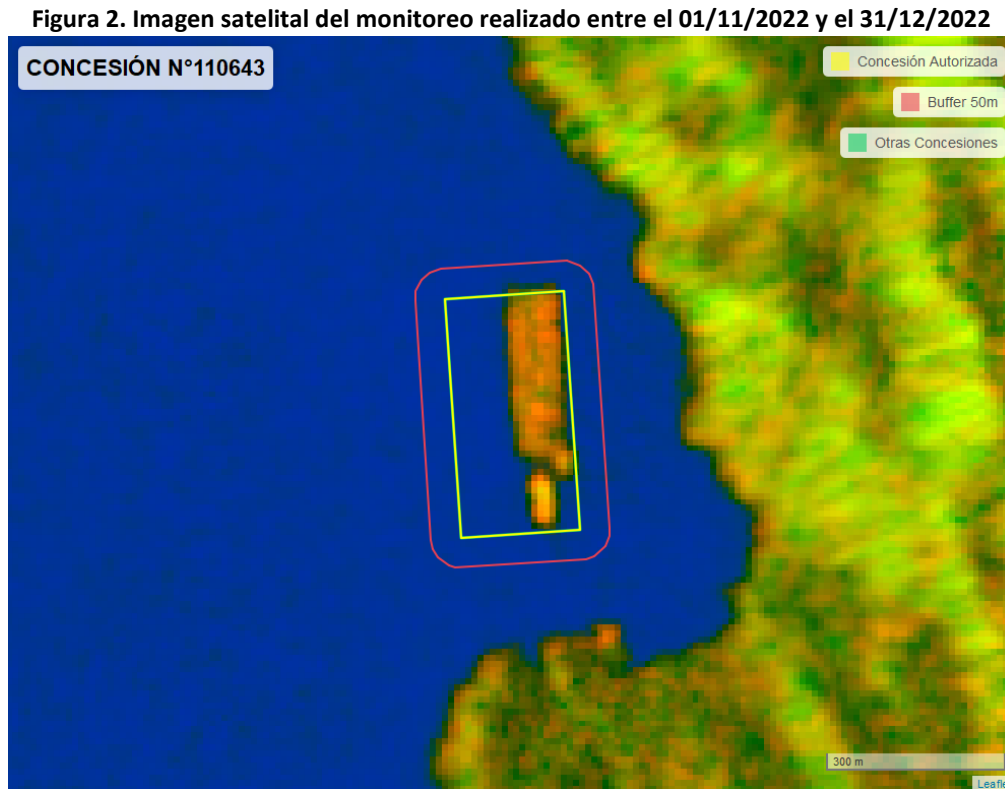 Figura 2. Imagen satelital del monitoreo realizado entre el 01/11/2022 y el 31/12/2022
CONCESIÓN N°110643
Concesión Autorizada
Buffer 50m
Otras Concesiones
300 m
Leafle